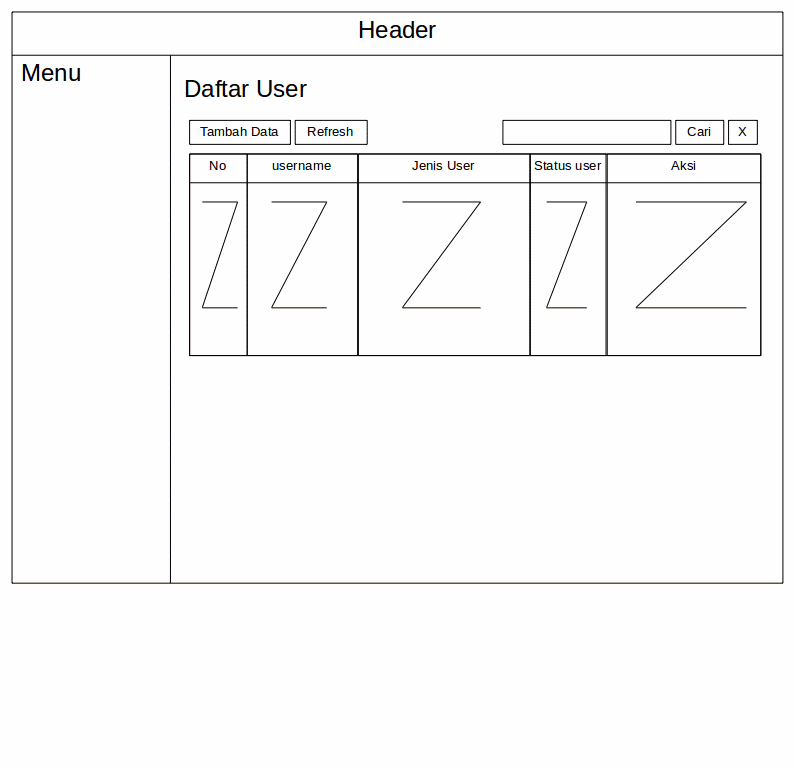 Header
Menu
Daftar User
Tambah Data Refresh Cari X
No username Jenis User Status user Aksi